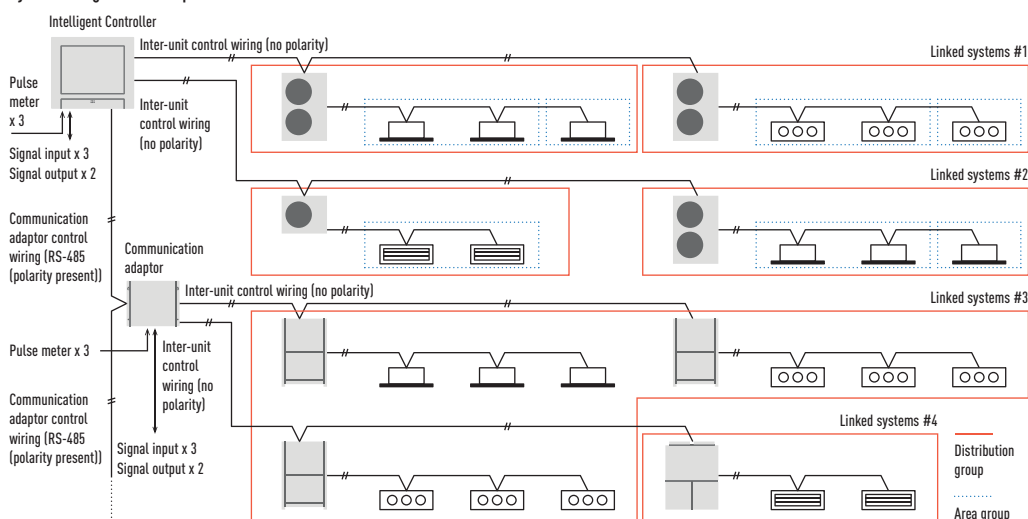 Intelligent Controller
Inter-unit control wiring (no polarity)
Linked systems #1
Pulse
meter
x 3
Inter-unit
control wiring
(no polarity)
Signal input x 3
Signal output x 2
Linked systems #2
Communication
adaptor control
wiring (RS-485
(polarity present))
Communication
adaptor
Inter-unit control wiring (no polarity)
Linked systems #3
Pulse meter x 3
Inter-unit
control
wiring (no
polarity)
Communication
adaptor control
wiring (RS-485
(polarity present))
Signal input x 3
Signal output x 2
Linked systems #4
Distribution
group
Area group